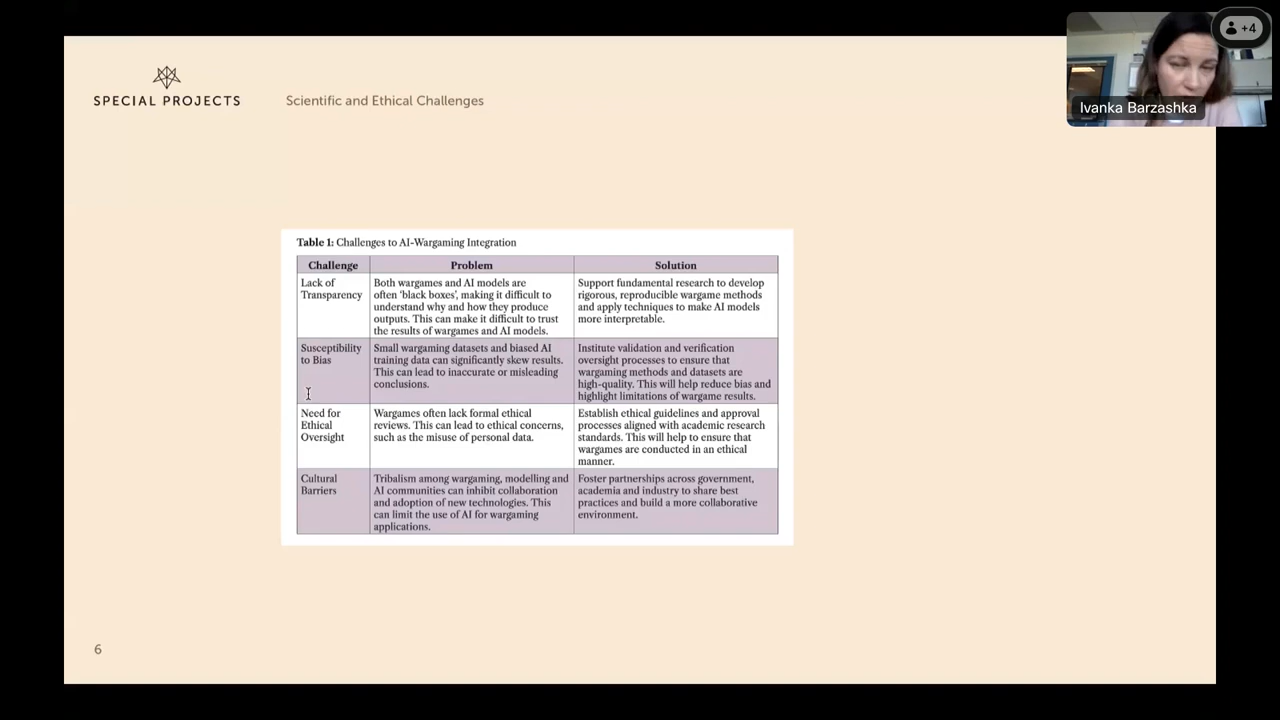 SPECIAL PROJECTS
Scientific and Ethical Challenges
+4
Ivanka Barzashka
Table 1: Challenges to AI-Wargaming Integration
Challenge
Problem
Solution
Lack of
Transparency
Both wargames and AI models are
often ‘black boxes’, making it difficult to
understand why and how they produce
outputs. This can make it difficult to trust
the results of wargames and AI models.
Support fundamental research to develop
rigorous, reproducible wargame methods
and apply techniques to make AI models
more interpretable.
Susceptibility
to Bias
Small wargaming datasets and biased AI
training data can significantly skew results.
This can lead to inaccurate or misleading
conclusions.
Institute validation and verification
oversight processes to ensure that
wargaming methods and datasets are
high-quality. This will help reduce bias and
highlight limitations of wargame results.
Need for
Ethical
Oversight
Wargames often lack formal ethical
reviews. This can lead to ethical concerns,
such as the misuse of personal data.
Establish ethical guidelines and approval
processes aligned with academic research
standards. This will help to ensure that
wargames are conducted in an ethical
manner.
Cultural
Barriers
Tribalism among wargaming, modelling and
AI communities can inhibit collaboration
and adoption of new technologies. This
can limit the use of AI for wargaming
applications.
Foster partnerships across government,
academia and industry to share best
practices and build a more collaborative
environment.
6